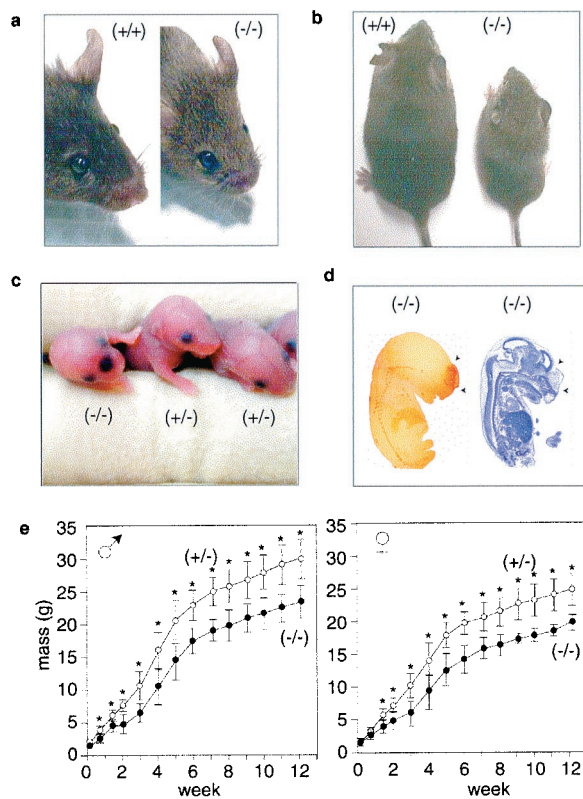 a
(+/+)
(-/-)
b
(+/+)
(-/-)
c
(-/-)
(+/-)
(+/-)
d
(-/-)
(-/-)
e
35
30
25
20
15
10
5
0
mass (g)
0 2 4 6 8 10 12
week
(+/-)
(-/-)
* * * * * * * * * * * *
35
30
25
20
15
10
5
0
0 2 4 6 8 10 12
week
(+/-)
(-/-)
* * * * * * * * * * *